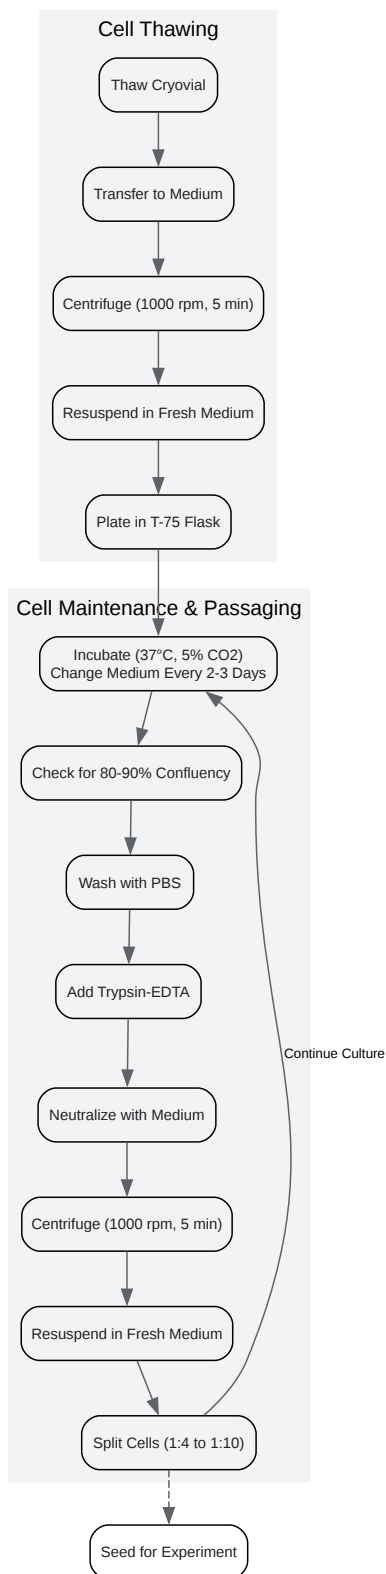 Cell Thawing
Thaw Cryovial
Transfer to Medium
Centrifuge (1000 rpm, 5 min)
Resuspend in Fresh Medium
Plate in T-75 Flask
Cell Maintenance & Passaging
Incubate (37°C, 5% CO2)
Change Medium Every 2-3 Days
Check for 80-90% Confluency
Wash with PBS
Add Trypsin-EDTA
Continue Culture
Neutralize with Medium
Centrifuge (1000 rpm, 5 min)
Resuspend in Fresh Medium
Split Cells (1:4 to 1:10)
Seed for Experiment